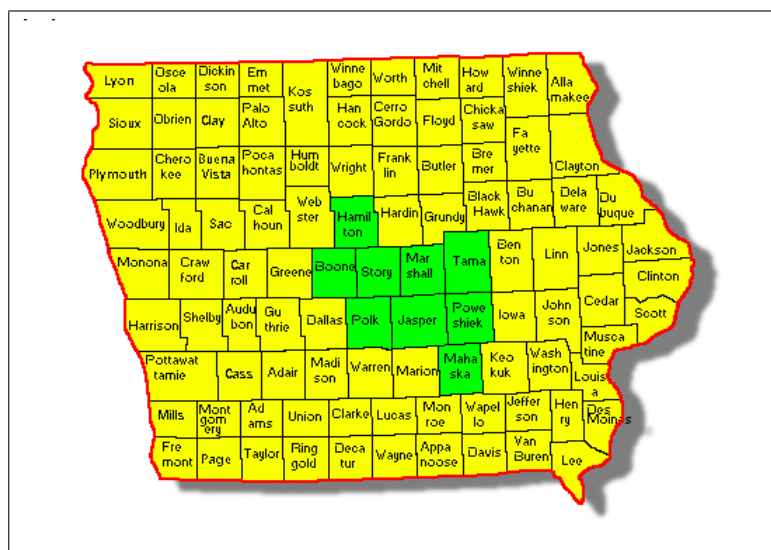 Lyon
Osce
ola
Dickin
son
Em
met
Kos
suth
Winne
bago
Worth
Mit
chell
How
ard
Winne
shiek
Alla
makee
Sioux
Obrien
Clay
Palo
Alto
Han
cock
Cerro
Gordo
Floyd
Chicka
saw
Fa
yette
Clayton
Plymouth
Chero
kee
Buena
Vista
Poca
hontas
Hum
boldt
Wright
Frank
lin
Butler
Bre
mer
Woodbury
Ida
Sac
Cal
houn
Web
ster
Hamil
ton
Hardin
Grundy
Black
Hawk
Bu
chanan
Dela
ware
Du
buque
Monona
Craw
ford
Car
roll
Greene
Boone
Story
Mar
shall
Tama
Ben
ton
Linn
Jones
Jackson
Clinton
Harrison
Shelby
Audu
bon
Gu
thrie
Dallas
Polk
Jasper
Powe
shiek
Iowa
John
son
Cedar
Scott
Musca
tine
Pottawat
tamie
Cass
Adair
Madi
son
Warren
Marion
Maha
ska
Keo
kuk
Wash
ington
Louis
a
Mills
Mont
gom
ery
Ad
ams
Union
Clarke
Lucas
Mon
roe
Wapel
lo
Jeffer
son
Hen
ry
Des
Moines
Fre
mont
Page
Taylor
Ring
gold
Deca
tur
Wayne
Appa
noose
Davis
Van
Buren
Lee